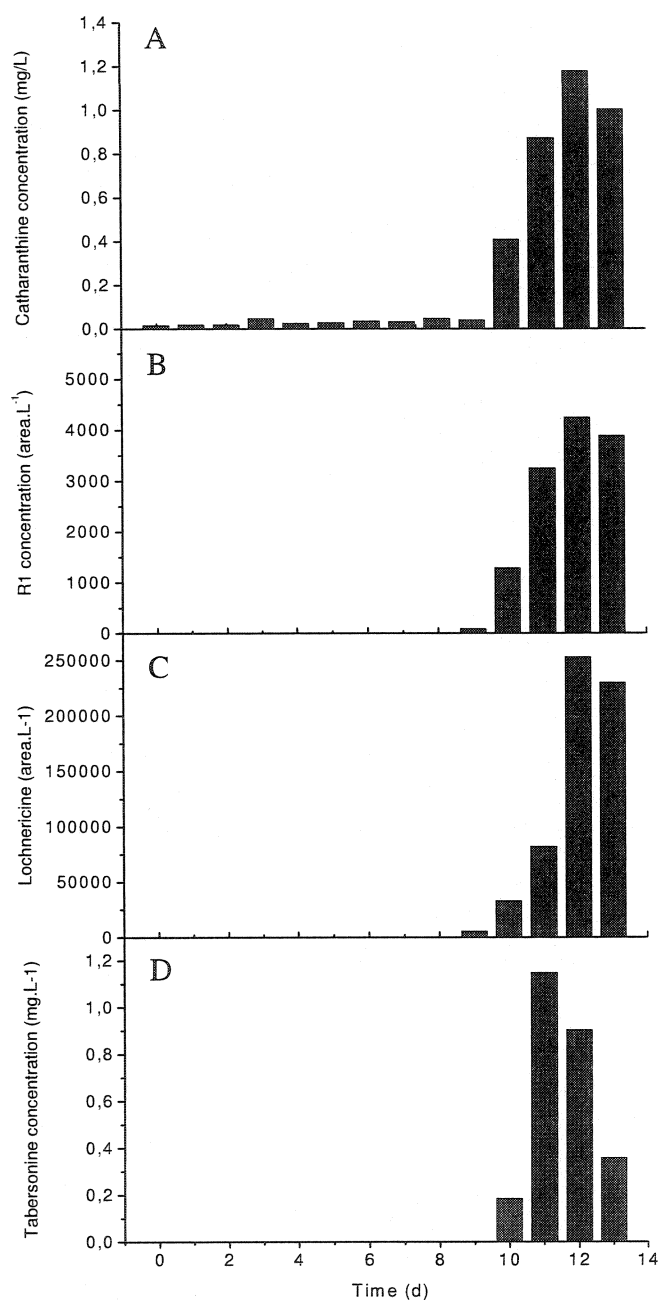 A
Catharanthine concentration (mg/L)
1,4
1,2
1,0
0,8
0,6
0,4
0,2
0,0
B
R1 concentration (area.L-1)
5000
4000
3000
2000
1000
0
C
Lochnericine (area.L-1)
250000
200000
150000
100000
50000
0
D
Tabersonine concentration (mg.L-1)
1,2
1,0
0,8
0,6
0,4
0,2
0,0
0 2 4 6 8 10 12 14
Time (d)